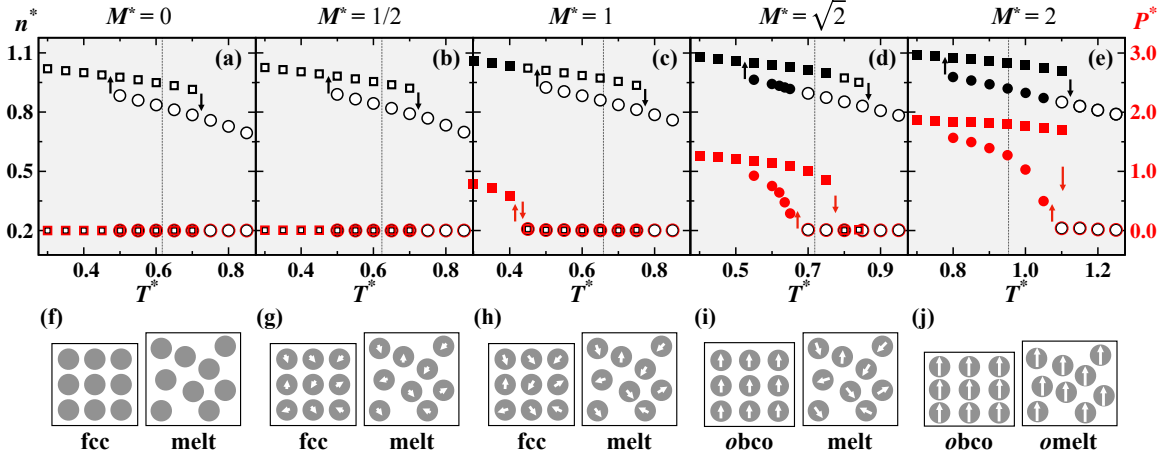 n* M* = 0 M* = 1/2 M* = 1 M* = √2 M* = 2 P*
(a) (b) (c) (d) (e)
1.1 3.0
0.8 2.0
0.5 1.0
0.2 0.0
0.4 0.6 0.8 0.4 0.6 0.8 0.4 0.6 0.8 0.5 0.7 0.9 0.8 1.0 1.2
T* T* T* T* T*
(f) (g) (h) (i) (j)
fcc melt fcc melt fcc melt obco melt obco omelt